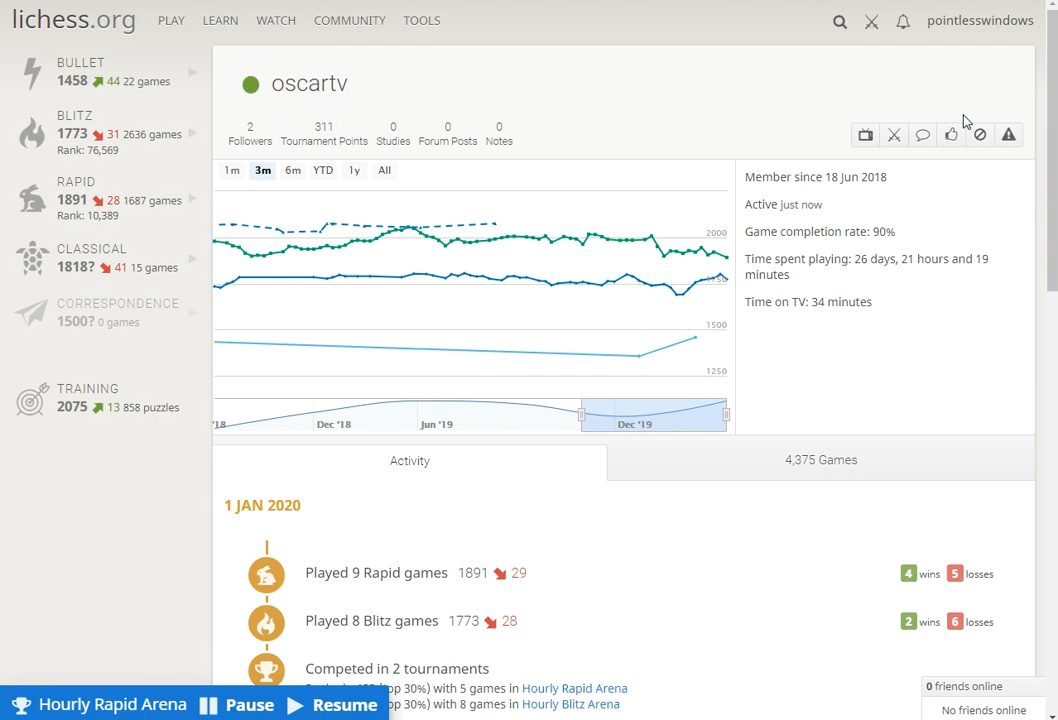 lichess.org PLAY LEARN WATCH COMMUNITY TOOLS pointlesswindows
BULLET
1458 44 22 games
BLITZ
1773 31 2636 games
Rank: 76,569
RAPID
1891 28 1687 games
Rank: 10,389
CLASSICAL
1818? 41 15 games
CORRESPONDENCE
1500? 0 games
TRAINING
2075 13 858 puzzles
oscartv
2 311 0 0 0
Followers Tournament Points Studies Forum Posts Notes
1m 3m 6m YTD 1y All
2000
1750
1500
1250
'18 Dec '18 Jun '19 Dec '19
Member since 18 Jun 2018
Active just now
Game completion rate: 90%
Time spent playing: 26 days, 21 hours and 19
minutes
Time on TV: 34 minutes
Activity 4,375 Games
1 JAN 2020
Played 9 Rapid games 1891 29 4 wins 5 losses
Played 8 Blitz games 1773 28 2 wins 6 losses
Competed in 2 tournaments
op 30%) with 5 games in Hourly Rapid Arena
op 30%) with 8 games in Hourly Blitz Arena
Hourly Rapid Arena Pause Resume
0 friends online
No friends online